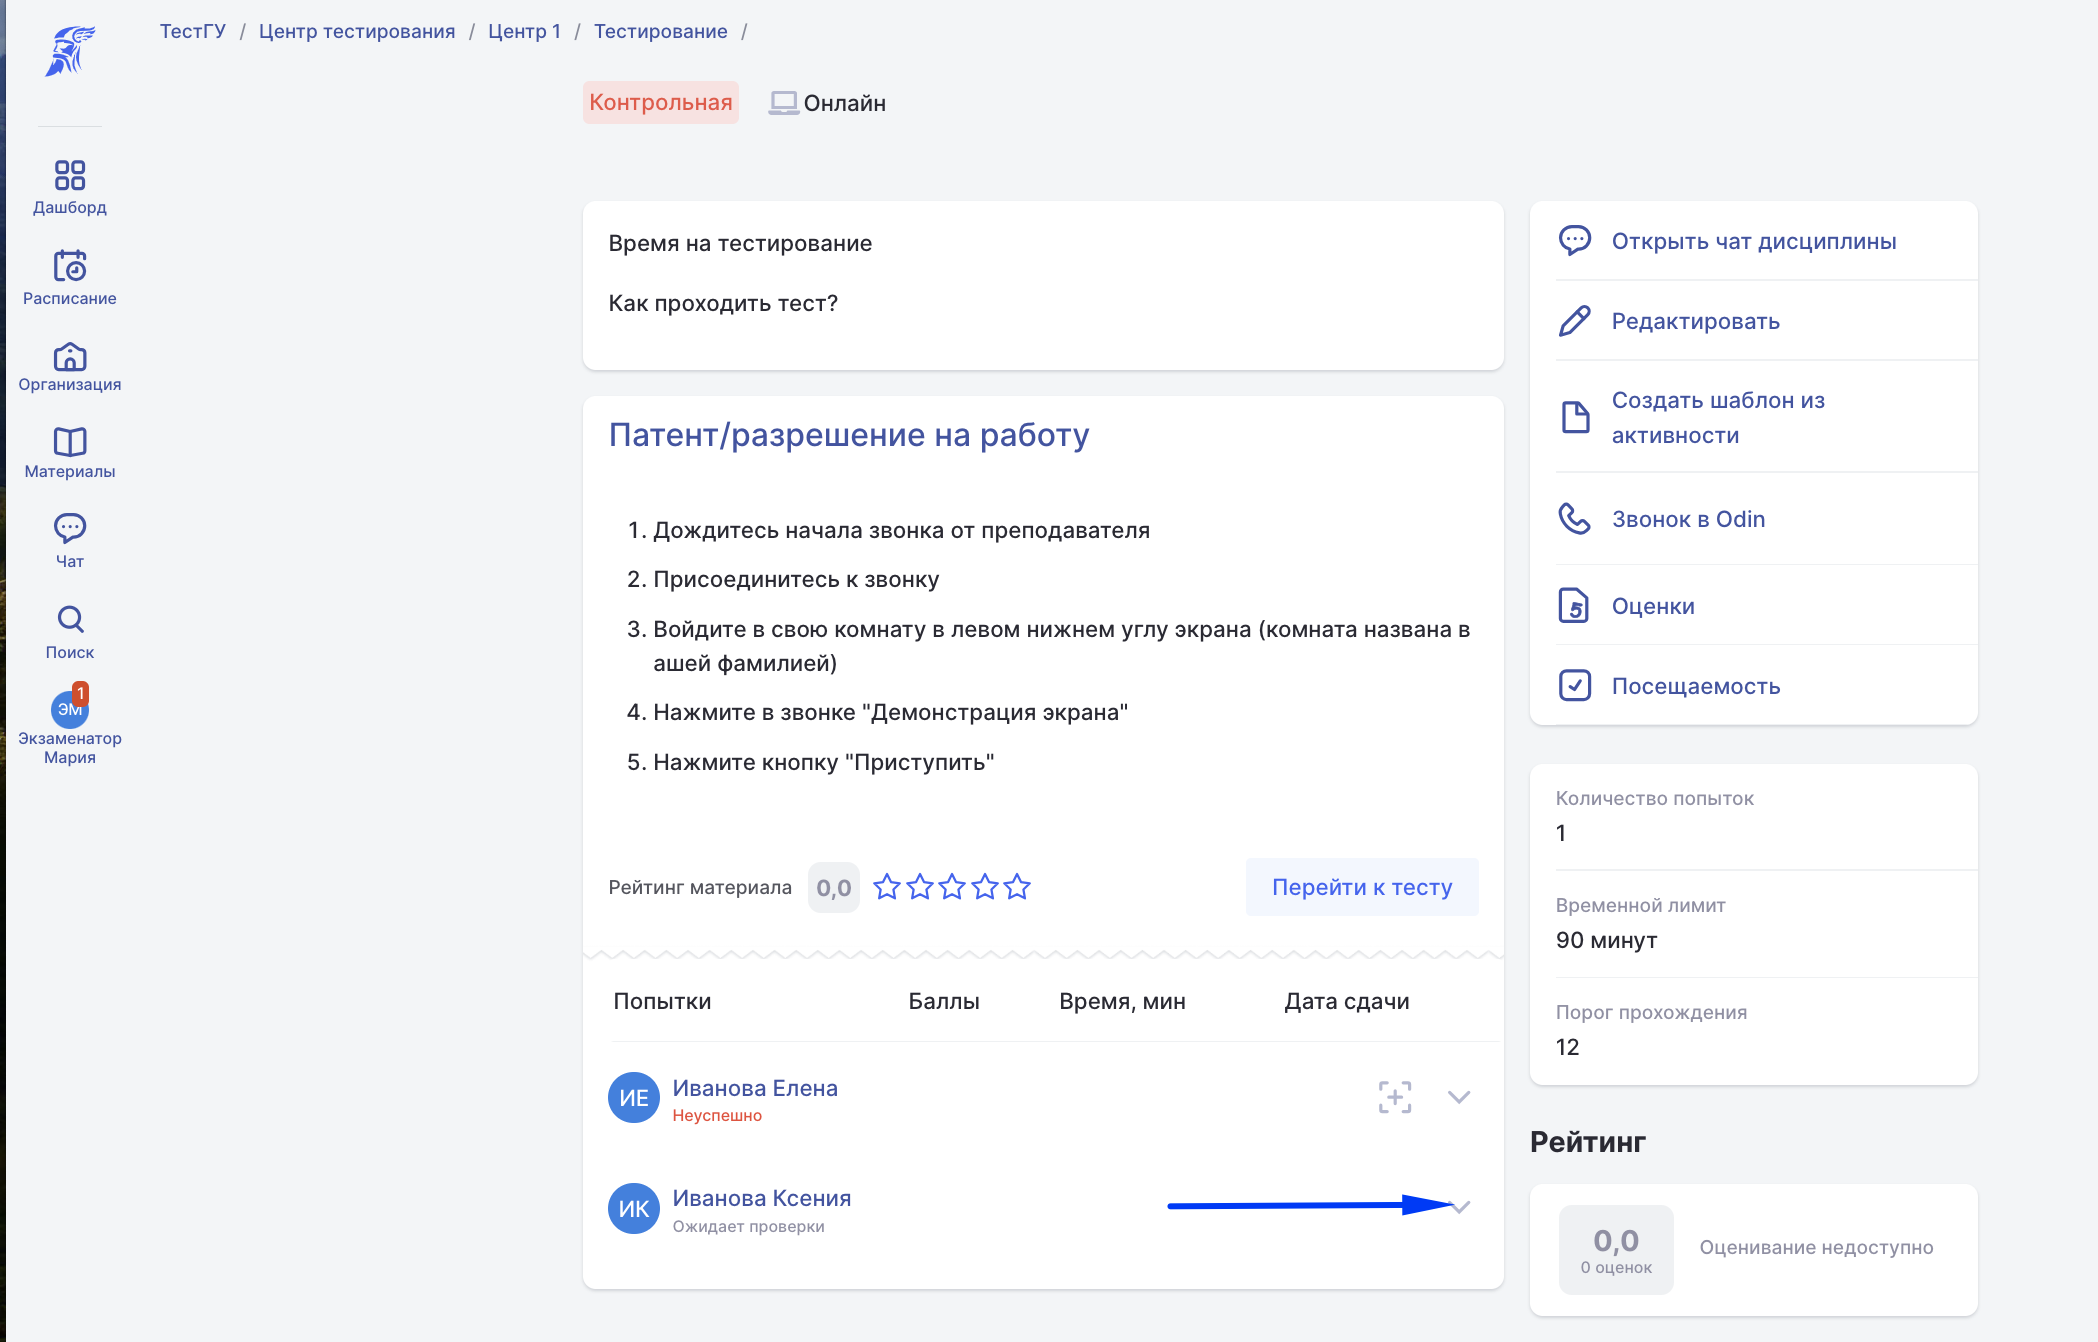 ТестГУ / Центр тестирования / Центр 1 / Тестирование /
Контрольная
Онлайн
Дашборд
Расписание
Организация
Материалы
Чат
Поиск
1
ЭМ
Экзаменатор
Мария
Время на тестирование
Как проходить тест?
Патент/разрешение на работу
1. Дождитесь начала звонка от преподавателя
2. Присоединитесь к звонку
3. Войдите в свою комнату в левом нижнем углу экрана (комната названа в
ашей фамилией)
4. Нажмите в звонке "Демонстрация экрана"
5. Нажмите кнопку "Приступить"
Рейтинг материала 0,0
Перейти к тесту
Попытки Баллы Время, мин Дата сдачи
ИЕ
Иванова Елена
Неуспешно
ИК
Иванова Ксения
Ожидает проверки
Открыть чат дисциплины
Редактировать
Создать шаблон из
активности
Звонок в Odin
5
Оценки
Посещаемость
Количество попыток
1
Временной лимит
90 минут
Порог прохождения
12
Рейтинг
0,0
0 оценок
Оценивание недоступно